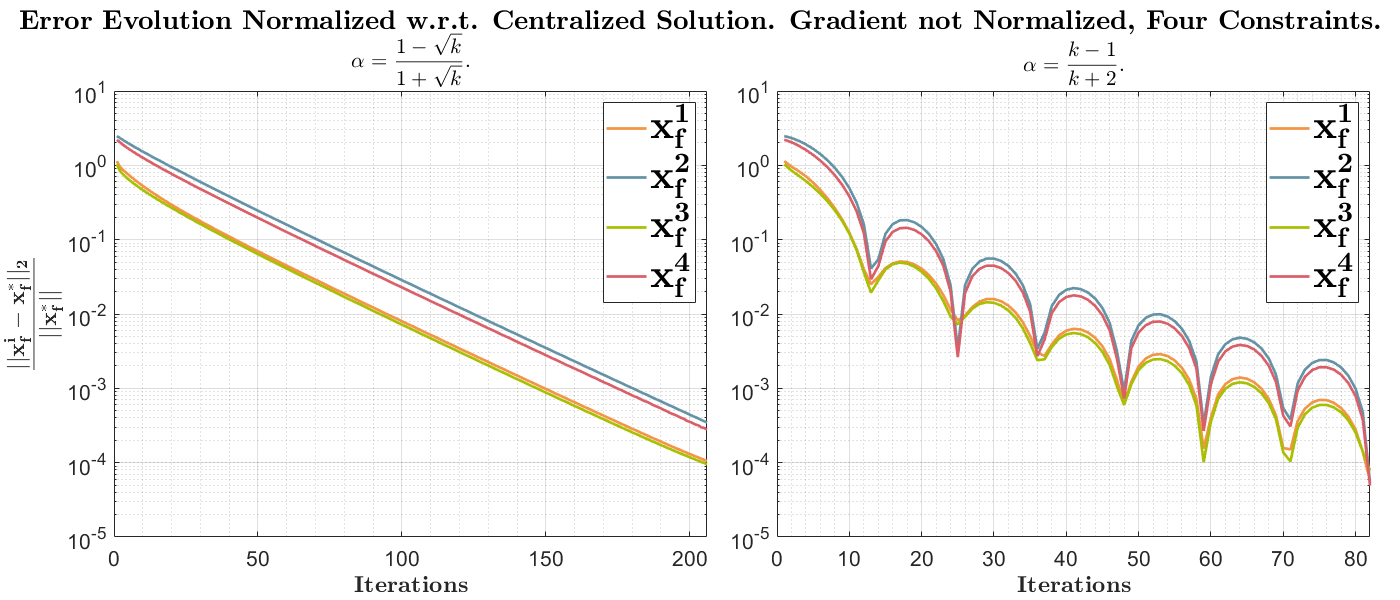 Error Evolution Normalized w.r.t. Centralized Solution. Gradient not Normalized, Four Constraints.
α = (1 − √k)/(1 + √k).
α = (k − 1)/(k + 2).
||x_f^i − x_f^*||_2 / ||x_f^*||
10^1
10^0
10^-1
10^-2
10^-3
10^-4
10^-5
0 50 100 150 200
Iterations
x_f^1
x_f^2
x_f^3
x_f^4
10^1
10^0
10^-1
10^-2
10^-3
10^-4
10^-5
0 10 20 30 40 50 60 70 80
Iterations
x_f^1
x_f^2
x_f^3
x_f^4